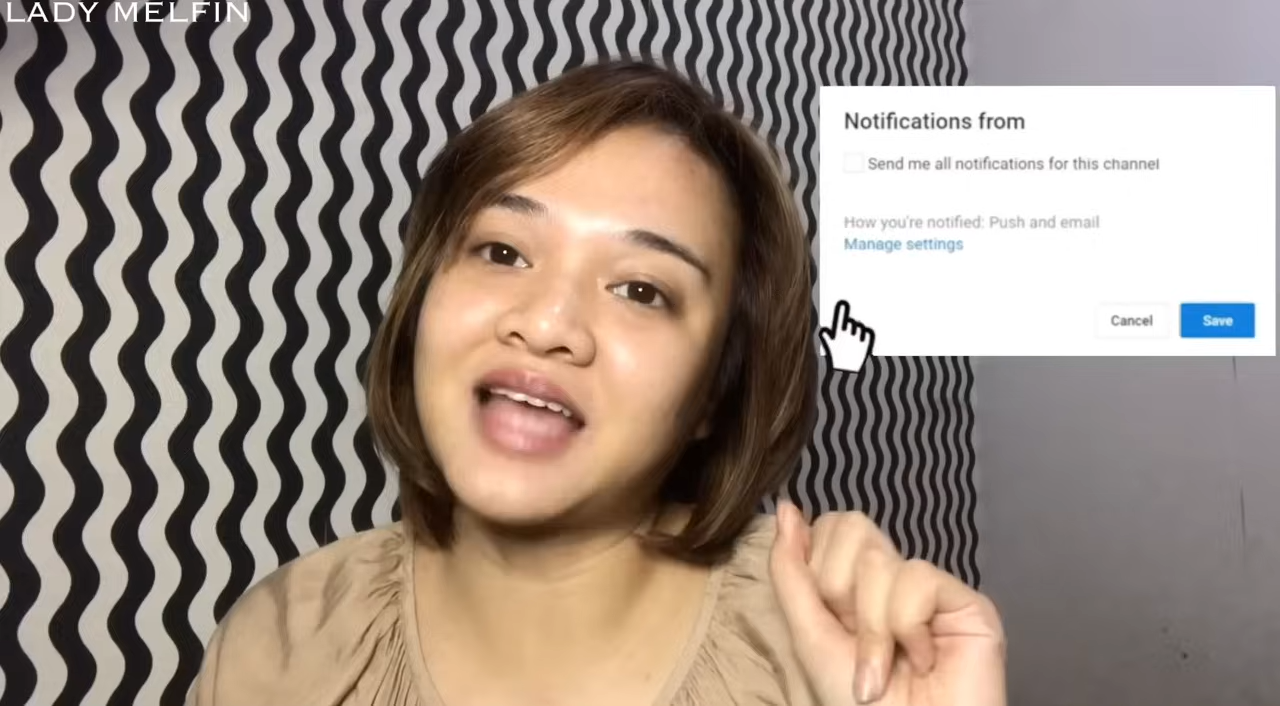 LADY MELFIN
Notifications from
Send me all notifications for this channel
How you're notified: Push and email
Manage settings
Cancel
Save